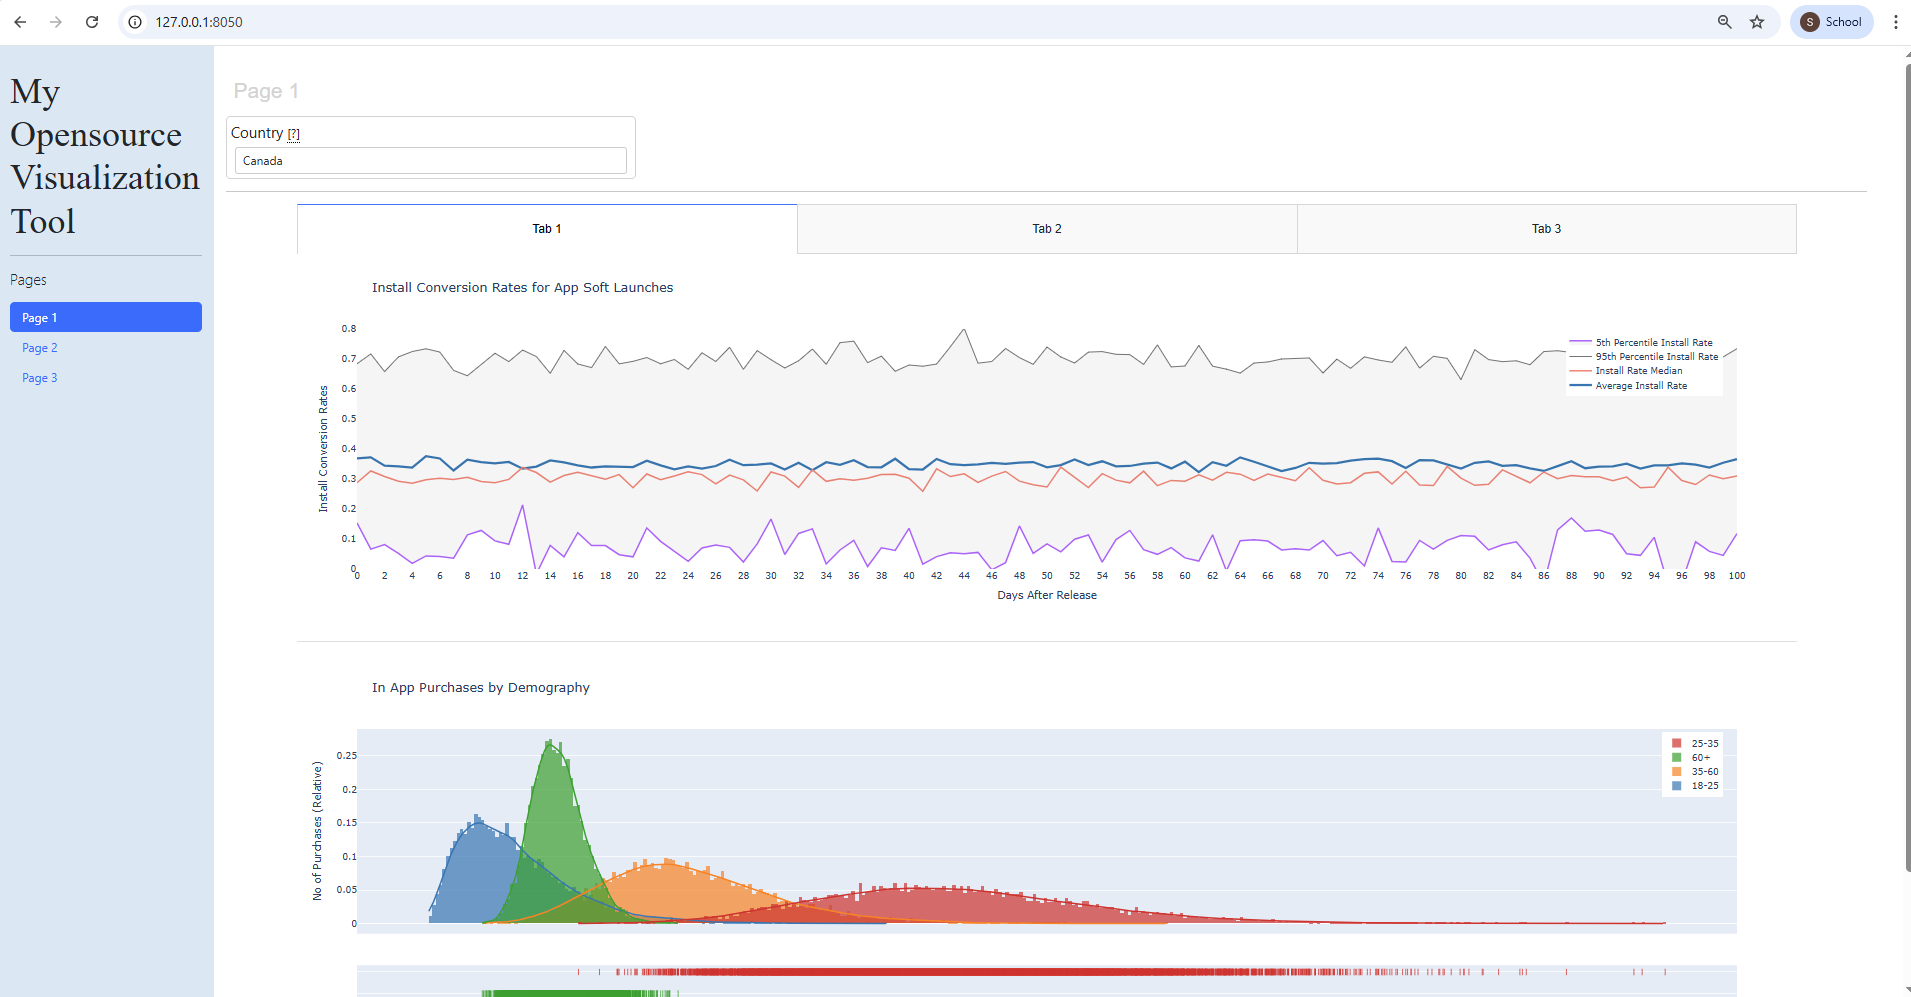 127.0.0.1:8050
S School
My
Opensource
Visualization
Tool
Pages
Page 1
Page 2
Page 3
Page 1
Country [?]
Canada
Tab 1 Tab 2 Tab 3
Install Conversion Rates for App Soft Launches
Install Conversion Rates
0.8
0.7
0.6
0.5
0.4
0.3
0.2
0.1
0
5th Percentile Install Rate
95th Percentile Install Rate
Install Rate Median
Average Install Rate
0 2 4 6 8 10 12 14 16 18 20 22 24 26 28 30 32 34 36 38 40 42 44 46 48 50 52 54 56 58 60 62 64 66 68 70 72 74 76 78 80 82 84 86 88 90 92 94 96 98 100
Days After Release
In App Purchases by Demography
No of Purchases (Relative)
0.25
0.2
0.15
0.1
0.05
0
25-35
60+
35-60
18-25